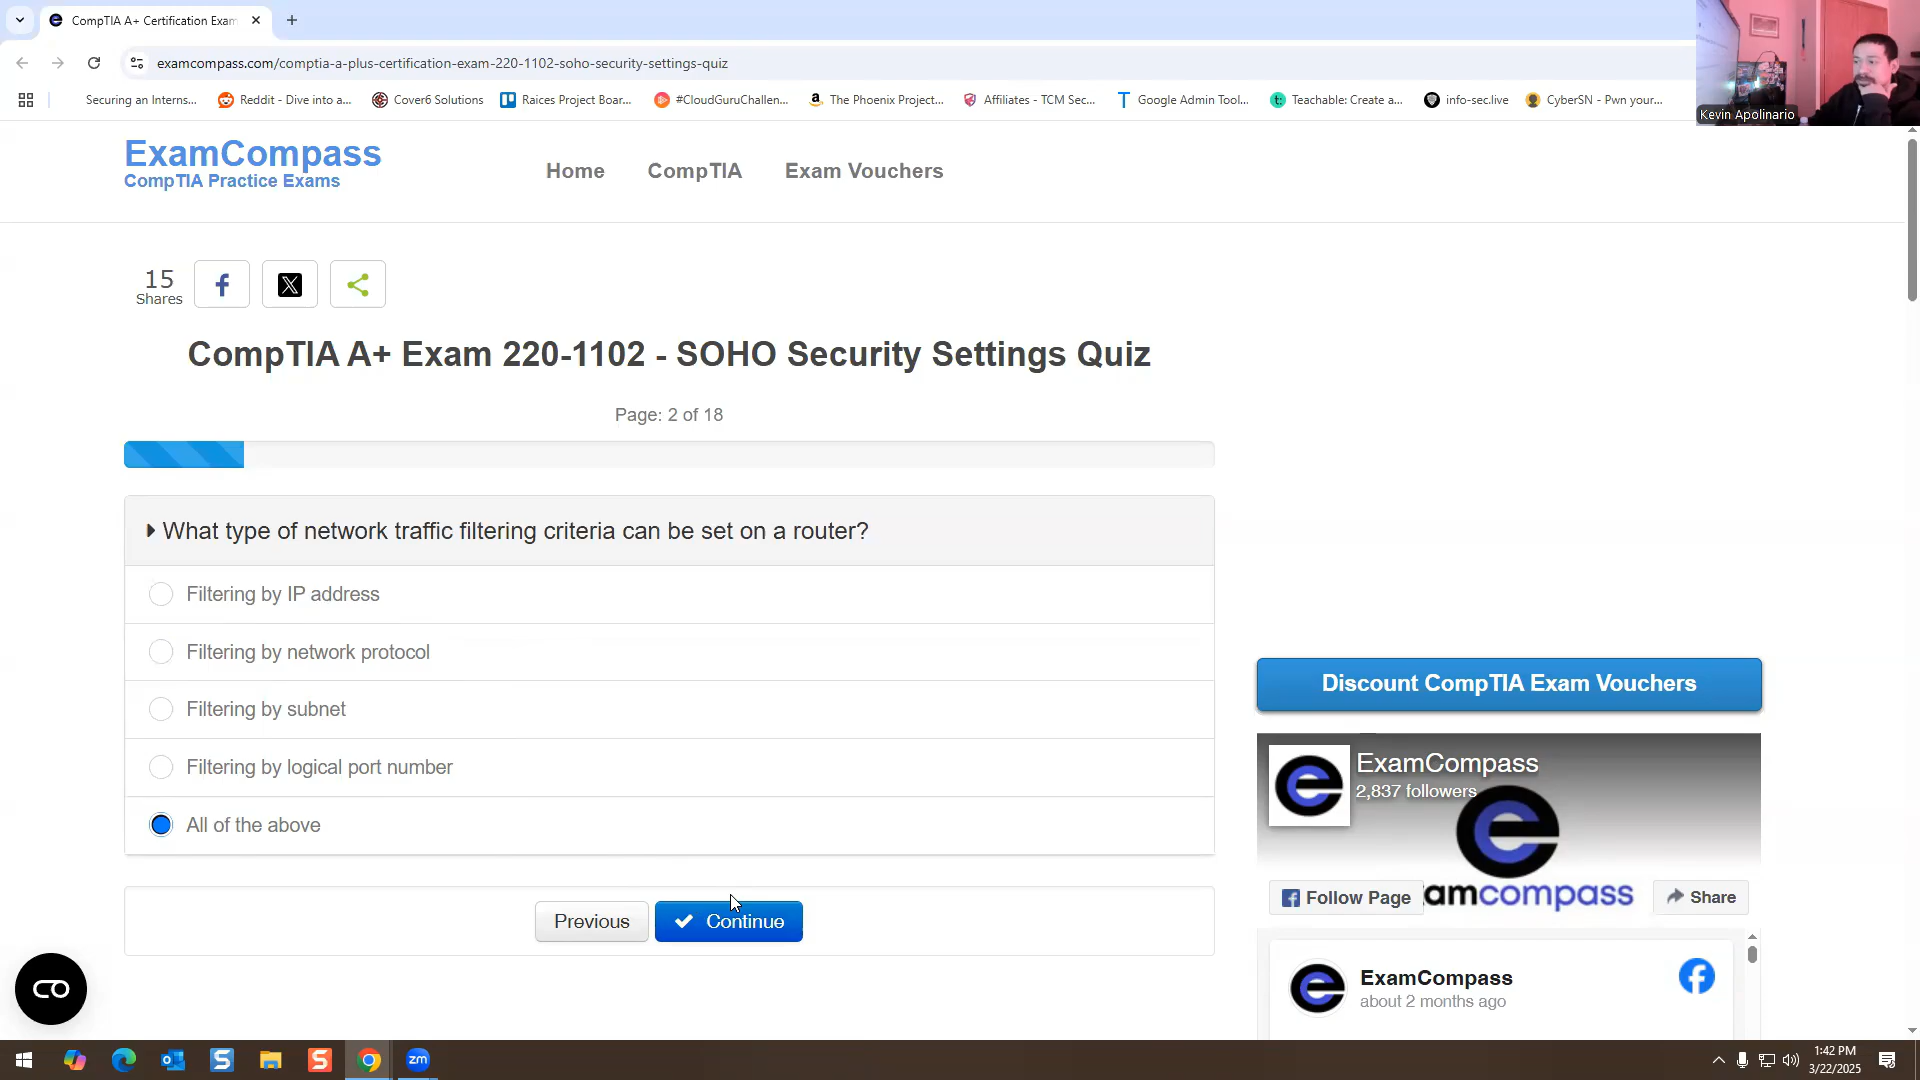 CompTIA A+ Certification Exam
examcompass.com/comptia-a-plus-certification-exam-220-1102-soho-security-settings-quiz
Securing an Interns...
Reddit - Dive into a...
Cover6 Solutions
Raices Project Boar...
#CloudGuruChallen...
The Phoenix Project...
Affiliates - TCM Sec...
Google Admin Tool...
Teachable: Create a...
info-sec.live
CyberSN - Pwn your...
Kevin Apolinario
ExamCompass
CompTIA Practice Exams
Home
CompTIA
Exam Vouchers
15
Shares
CompTIA A+ Exam 220-1102 - SOHO Security Settings Quiz
Page: 2 of 18
What type of network traffic filtering criteria can be set on a router?
Filtering by IP address
Filtering by network protocol
Filtering by subnet
Filtering by logical port number
All of the above
Previous
Continue
Discount CompTIA Exam Vouchers
ExamCompass
2,837 followers
Follow Page
amcompass
Share
ExamCompass
about 2 months ago
zm
1:42 PM
3/22/2025